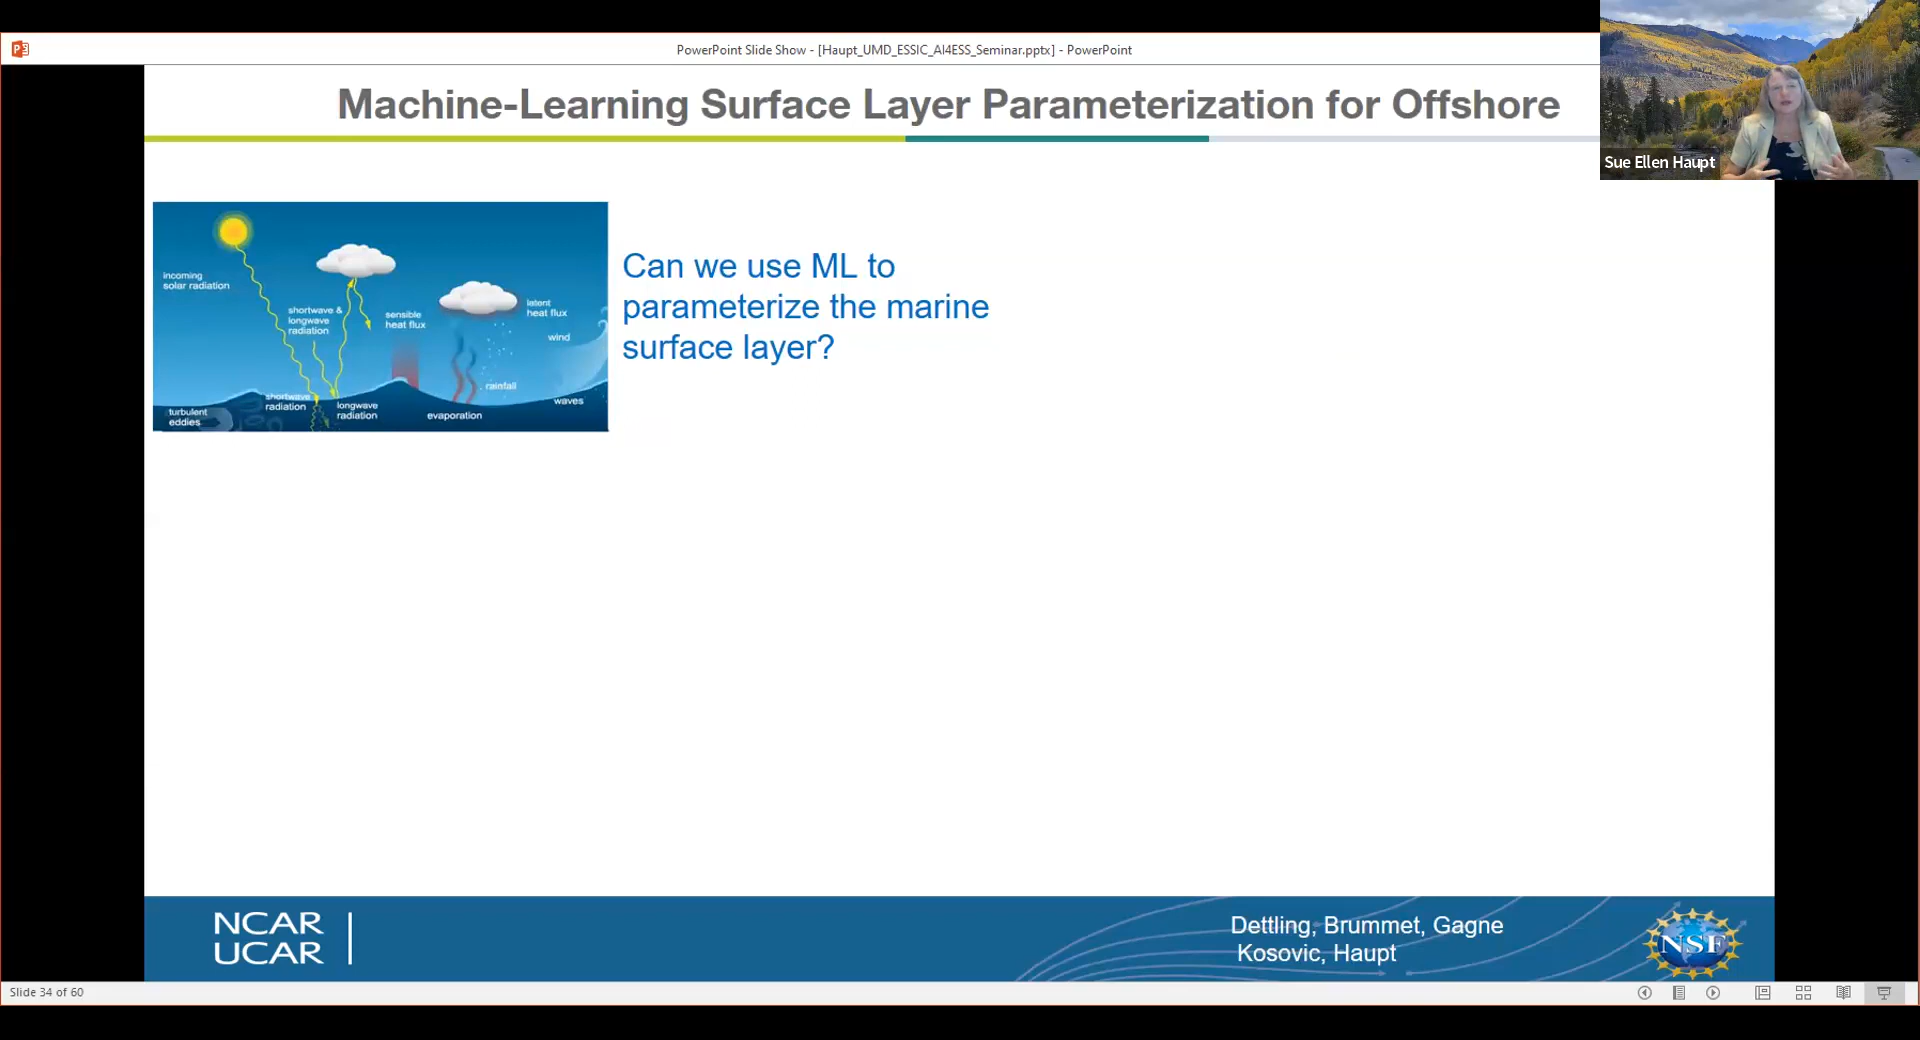 PowerPoint Slide Show - [Haupt_UMD_ESSIC_AI4ESS_Seminar.pptx] - PowerPoint
Machine-Learning Surface Layer Parameterization for Offshore
Sue Ellen Haupt
incoming
solar radiation
shortwave &
longwave
radiation
sensible
heat flux
latent
heat flux
wind
rainfall
waves
shortwave
radiation
longwave
radiation
evaporation
turbulent
eddies
Can we use ML to
parameterize the marine
surface layer?
NCAR
UCAR
Dettling, Brummet, Gagne
Kosovic, Haupt
NSF
Slide 34 of 60